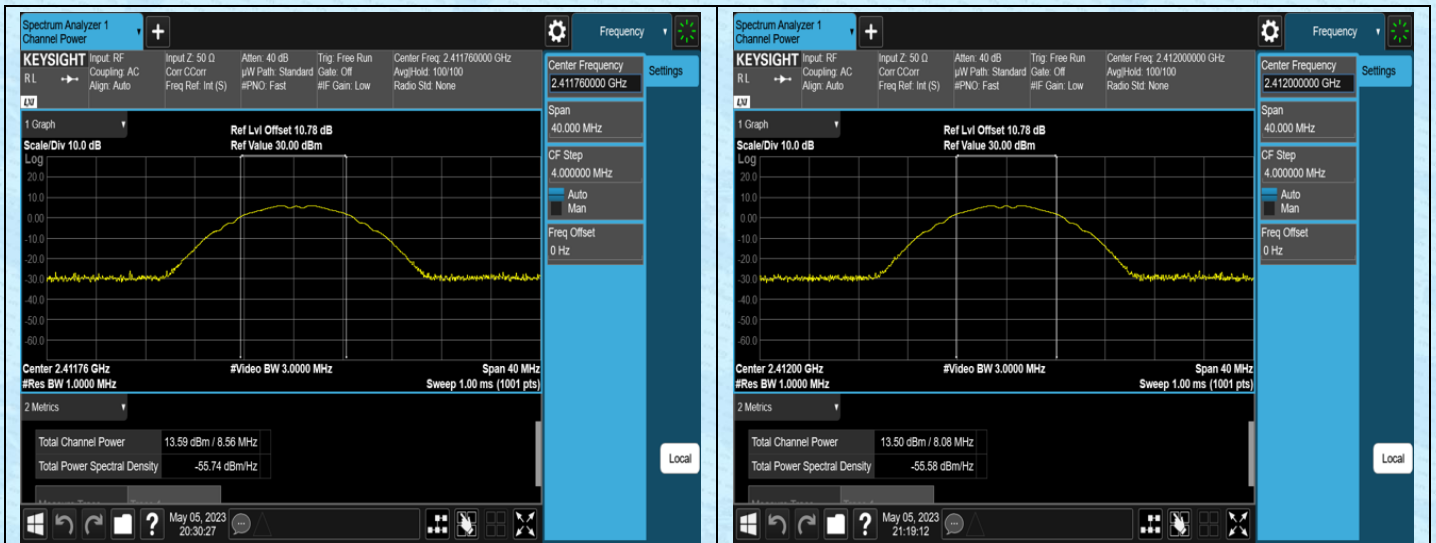 Spectrum Analyzer 1
Channel Power
+
Frequency
KEYSIGHT
R L
LXI
Input: RF
Coupling: AC
Align: Auto
Input Z: 50 Ω
Corr CCorr
Freq Ref: Int (S)
Atten: 40 dB
µW Path: Standard
#PNO: Fast
Trig: Free Run
Gate: Off
#IF Gain: Low
Center Freq: 2.411760000 GHz
Avg|Hold: 100/100
Radio Std: None
Center Frequency
2.411760000 GHz
Settings
Span
40.000 MHz
CF Step
4.000000 MHz
Auto
Man
Freq Offset
0 Hz
1 Graph
Scale/Div 10.0 dB
Ref Lvl Offset 10.78 dB
Ref Value 30.00 dBm
Log
20.0
10.0
0.00
-10.0
-20.0
-30.0
-40.0
-50.0
-60.0
Center 2.41176 GHz
#Res BW 1.0000 MHz
#Video BW 3.0000 MHz
Span 40 MHz
Sweep 1.00 ms (1001 pts)
2 Metrics
Total Channel Power 13.59 dBm / 8.56 MHz
Total Power Spectral Density -55.74 dBm/Hz
Local
?
May 05, 2023
20:30:27
Spectrum Analyzer 1
Channel Power
+
Frequency
KEYSIGHT
R L
LXI
Input: RF
Coupling: AC
Align: Auto
Input Z: 50 Ω
Corr CCorr
Freq Ref: Int (S)
Atten: 40 dB
µW Path: Standard
#PNO: Fast
Trig: Free Run
Gate: Off
#IF Gain: Low
Center Freq: 2.412000000 GHz
Avg|Hold: 100/100
Radio Std: None
Center Frequency
2.412000000 GHz
Settings
Span
40.000 MHz
CF Step
4.000000 MHz
Auto
Man
Freq Offset
0 Hz
1 Graph
Scale/Div 10.0 dB
Ref Lvl Offset 10.78 dB
Ref Value 30.00 dBm
Log
20.0
10.0
0.00
-10.0
-20.0
-30.0
-40.0
-50.0
-60.0
Center 2.41200 GHz
#Res BW 1.0000 MHz
#Video BW 3.0000 MHz
Span 40 MHz
Sweep 1.00 ms (1001 pts)
2 Metrics
Total Channel Power 13.50 dBm / 8.08 MHz
Total Power Spectral Density -55.58 dBm/Hz
Local
?
May 05, 2023
21:19:12